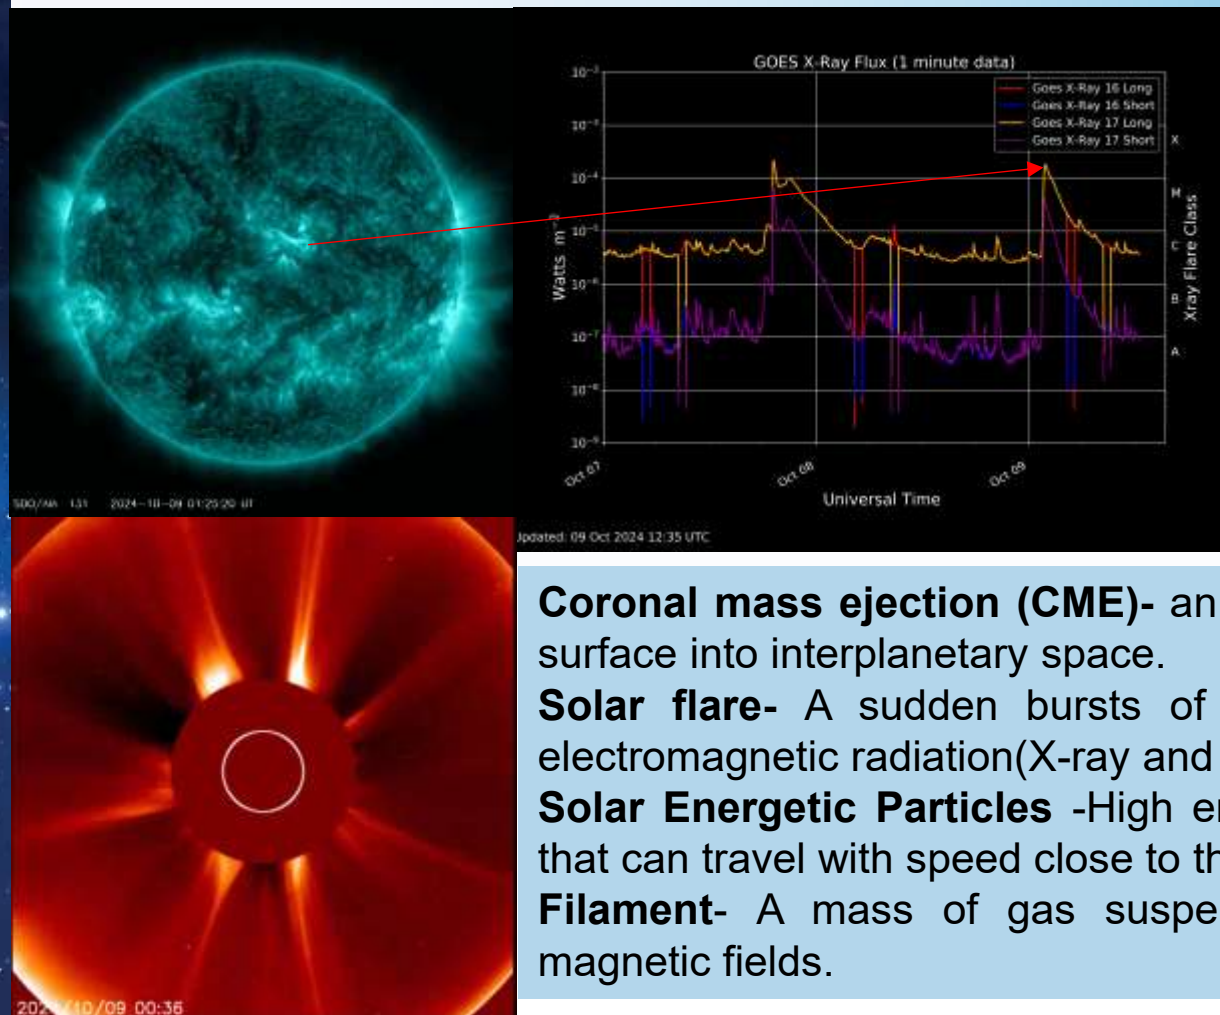 SDO/AIA 131 2024-10-09 01:25:20 UT
GOES X-Ray Flux (1 minute data)
Goes X-Ray 16 Long
Goes X-Ray 16 Short
Goes X-Ray 17 Long
Goes X-Ray 17 Short
10⁻²
10⁻³
10⁻⁴
10⁻⁵
10⁻⁶
10⁻⁷
10⁻⁸
10⁻⁹
Watts m⁻²
X
M
C
B
A
Xray Flare Class
Oct 07
Oct 08
Oct 09
Universal Time
Updated: 09 Oct 2024 12:35 UTC
10/09 00:36
Coronal mass ejection (CME)- an
surface into interplanetary space.
Solar flare- A sudden bursts of
electromagnetic radiation(X-ray and
Solar Energetic Particles -High
that can travel with speed close to
Filament- A mass of gas
magnetic fields.